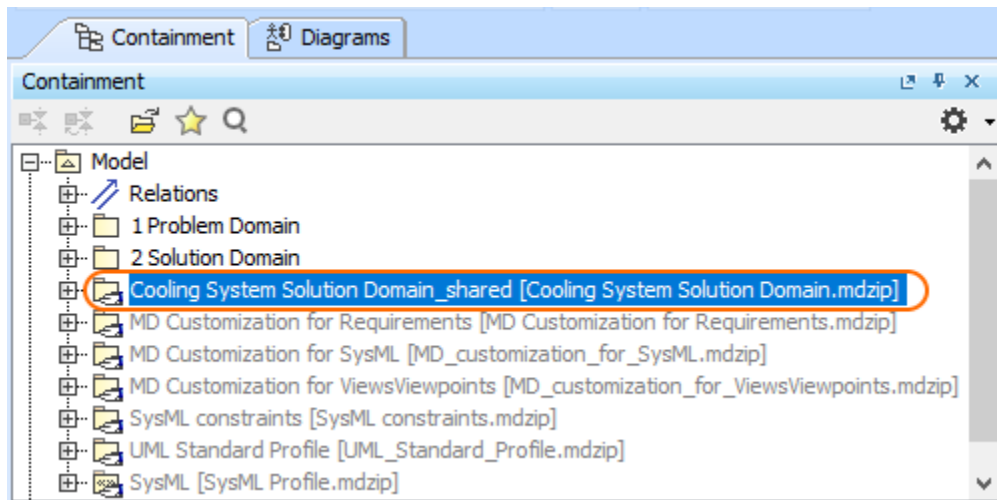 Containment Diagrams
Containment
Model
Relations
1 Problem Domain
2 Solution Domain
Cooling System Solution Domain_shared [Cooling System Solution Domain.mdzip]
MD Customization for Requirements [MD Customization for Requirements.mdzip]
MD Customization for SysML [MD_customization_for_SysML.mdzip]
MD Customization for ViewsViewpoints [MD_customization_for_ViewsViewpoints.mdzip]
SysML constraints [SysML constraints.mdzip]
UML Standard Profile [UML_Standard_Profile.mdzip]
SysML [SysML Profile.mdzip]